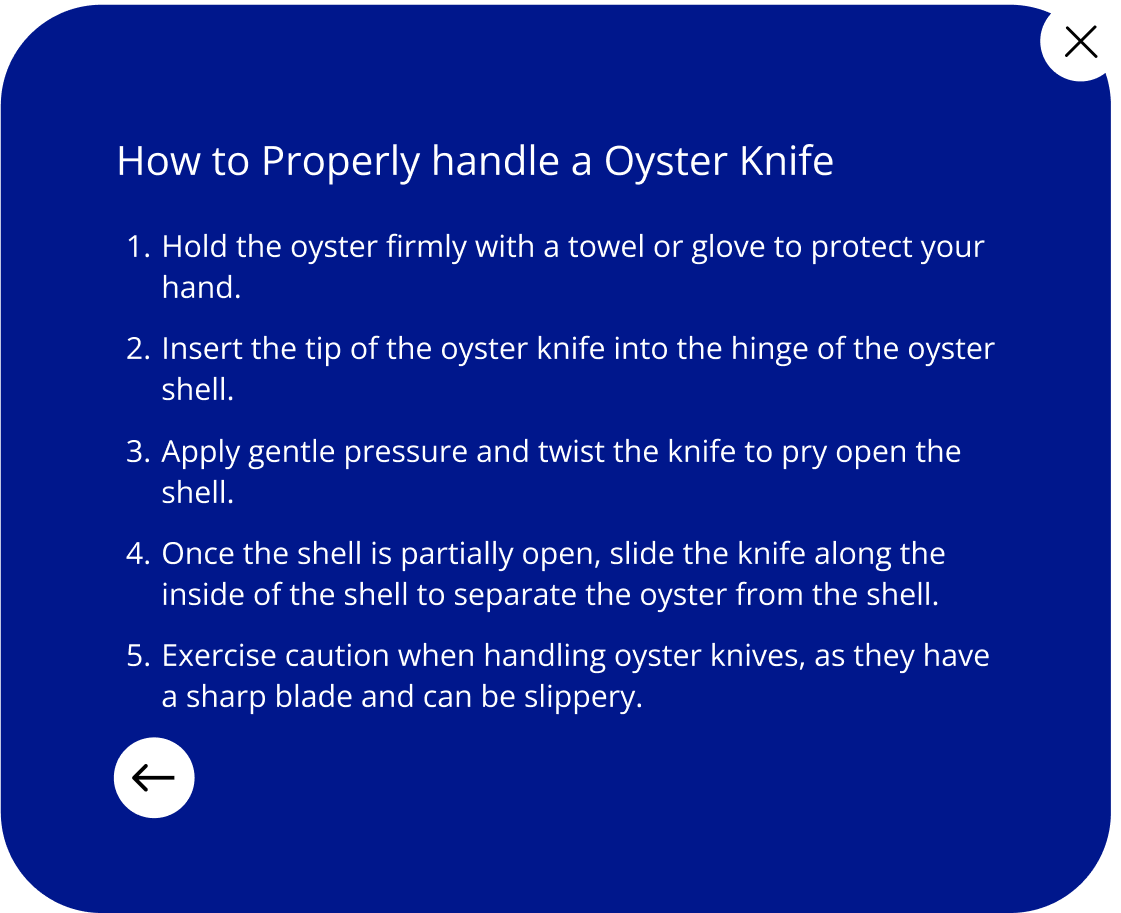 How to Properly handle a Oyster Knife
1. Hold the oyster firmly with a towel or glove to protect your
hand.
2. Insert the tip of the oyster knife into the hinge of the oyster
shell.
3. Apply gentle pressure and twist the knife to pry open the
shell.
4. Once the shell is partially open, slide the knife along the
inside of the shell to separate the oyster from the shell.
5. Exercise caution when handling oyster knives, as they have
a sharp blade and can be slippery.